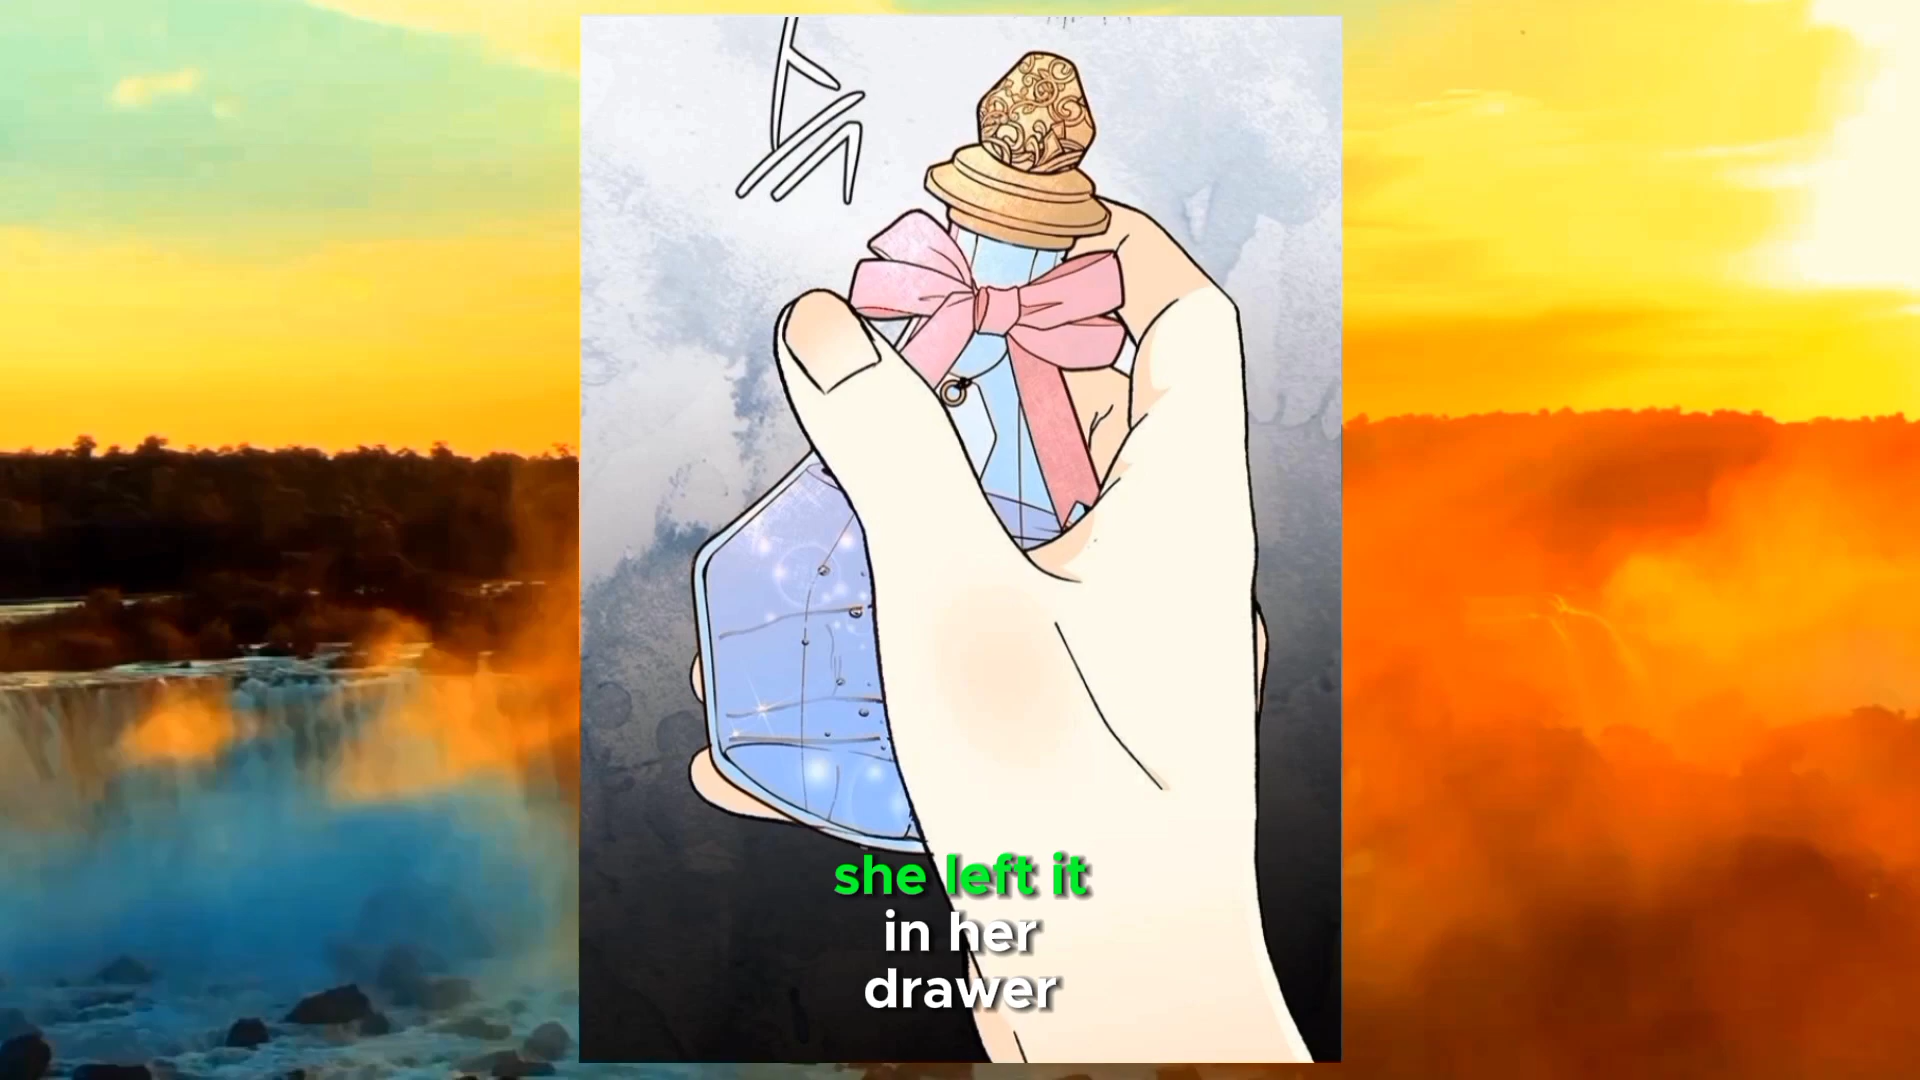 she left it
in her
drawer